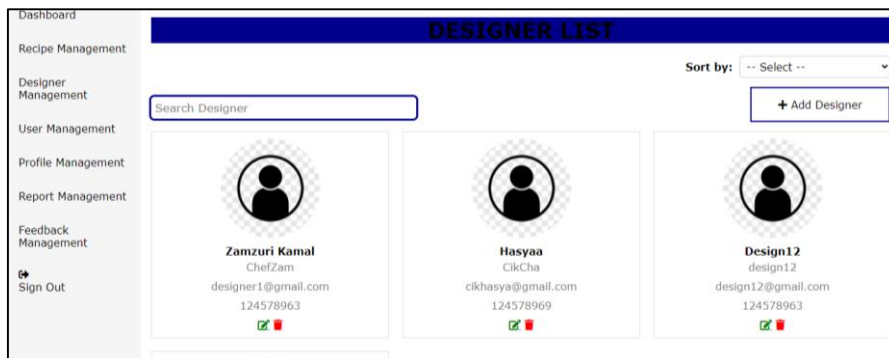 Dashboard
Recipe Management
Designer
Management
User Management
Profile Management
Report Management
Feedback
Management
Sign Out
DESIGNER LIST
Sort by: -- Select --
Search Designer
+ Add Designer
Zamzuri Kamal
ChefZam
designer1@gmail.com
124578963
Hasyaa
CikCha
cikhasya@gmail.com
124578969
Design12
design12
design12@gmail.com
124578963